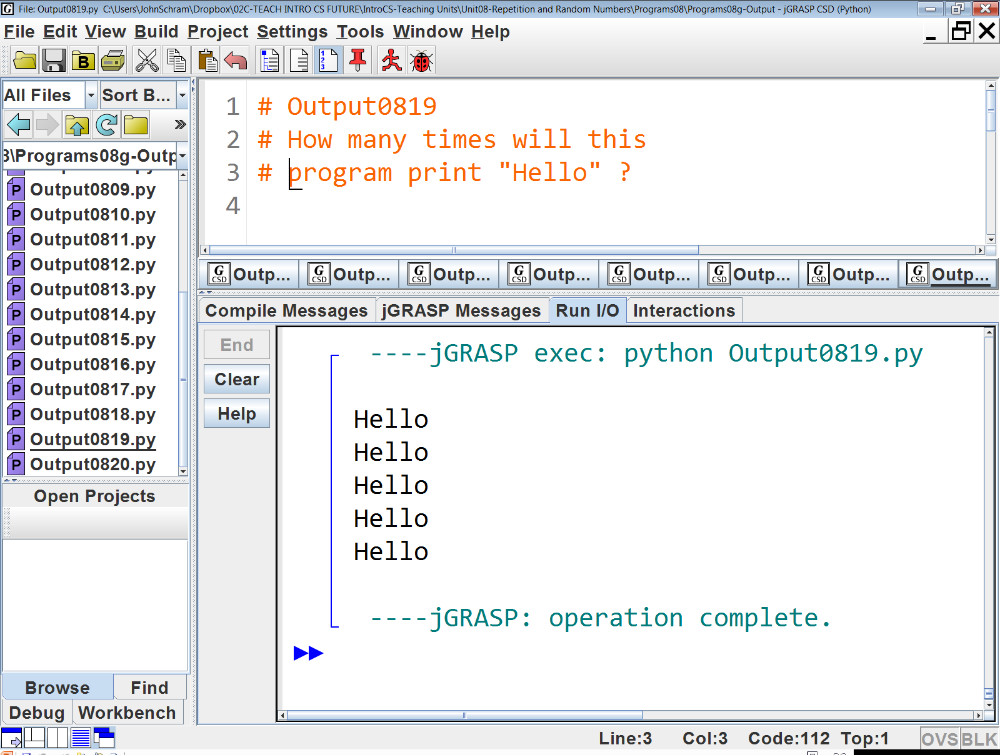 File: Output0819.py  C:\Users\JohnSchram\Dropbox\02C-TEACH INTRO CS FUTURE\IntroCS-Teaching Units\Unit08-Repetition and Random Numbers\Programs08\Programs08g-Output - jGRASP CSD (Python)
File Edit View Build Project Settings Tools Window Help
All Files Sort B...
\Programs08g-Outp
Output0809.py
Output0810.py
Output0811.py
Output0812.py
Output0813.py
Output0814.py
Output0815.py
Output0816.py
Output0817.py
Output0818.py
Output0819.py
Output0820.py
Open Projects
Browse Find
Debug Workbench
1 # Output0819
2 # How many times will this
3 # program print "Hello" ?
4
Outp... Outp... Outp... Outp... Outp... Outp... Outp... Outp...
Compile Messages jGRASP Messages Run I/O Interactions
End
Clear
Help
----jGRASP exec: python Output0819.py
Hello
Hello
Hello
Hello
Hello
----jGRASP: operation complete.
Line:3 Col:3 Code:112 Top:1 OVS BLK